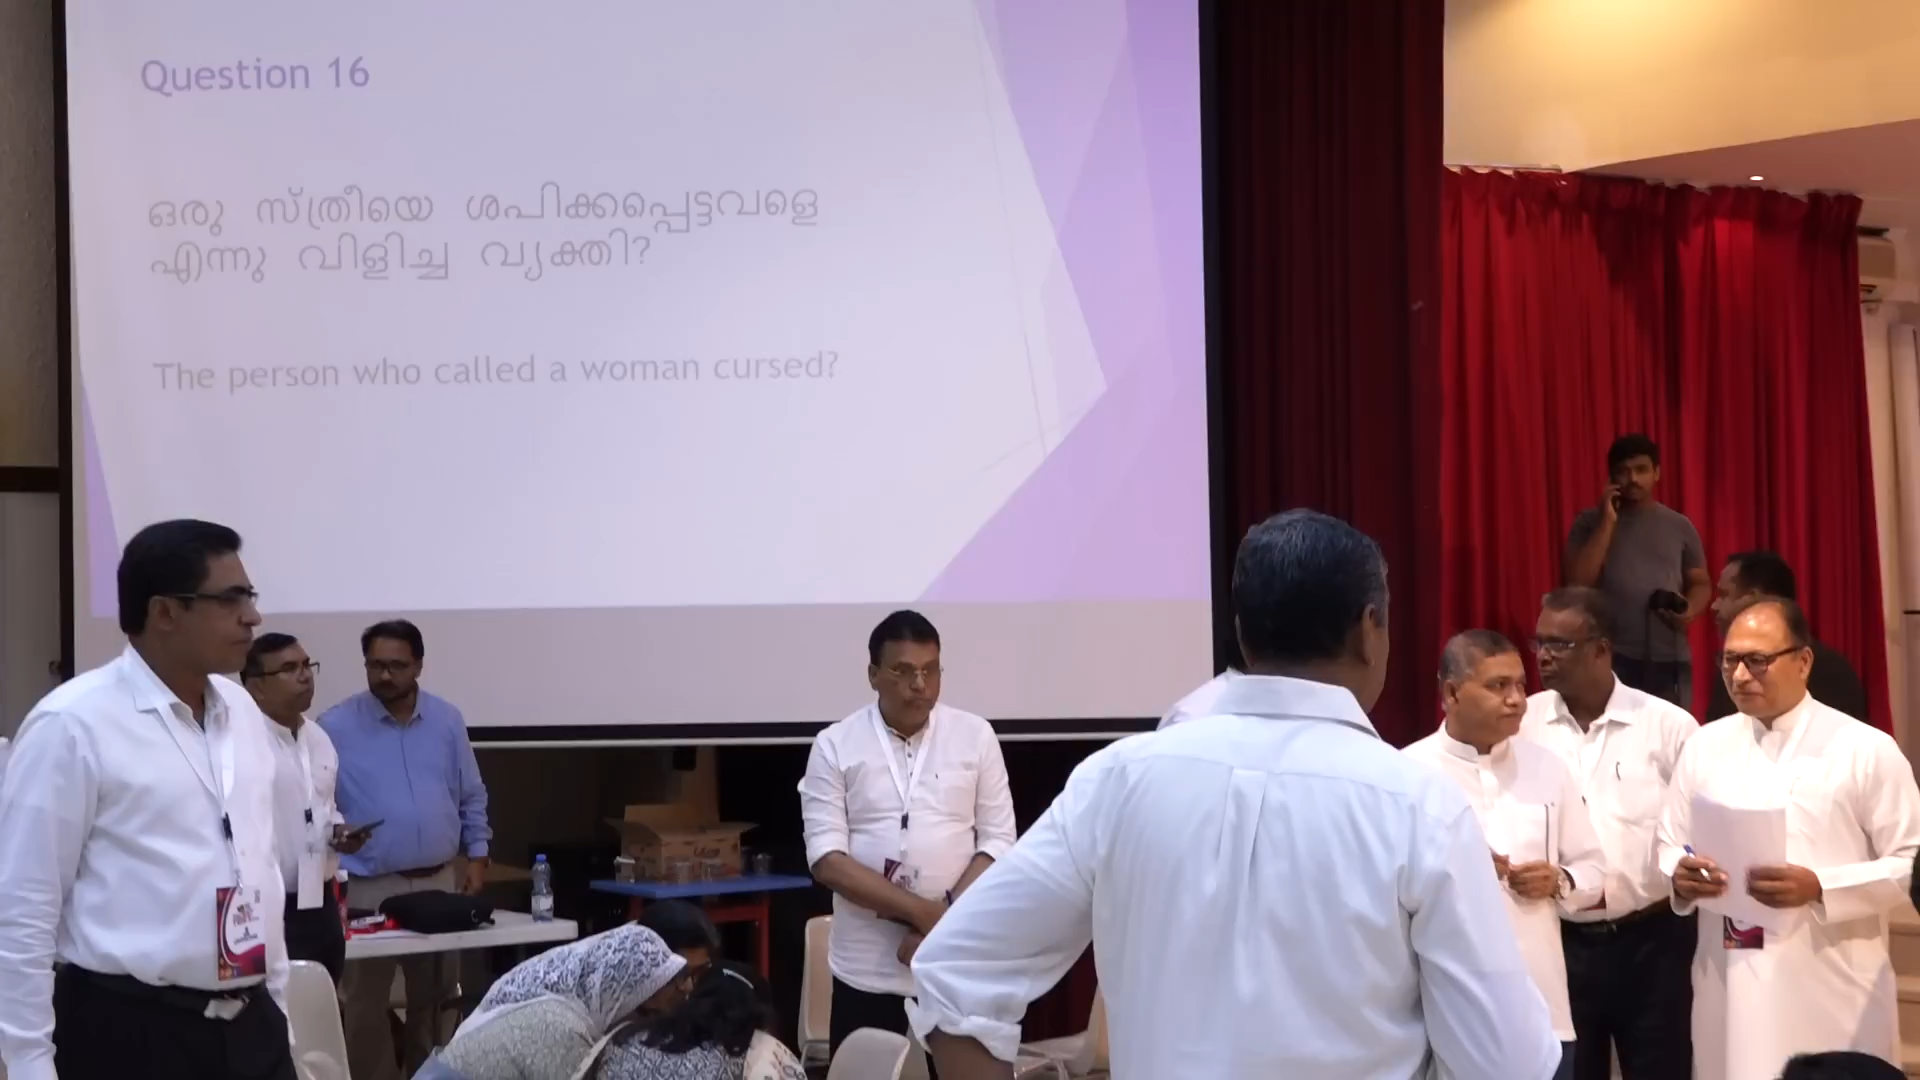 Question 16
ഒരു സ്ത്രീയെ ശപിക്കപ്പെട്ടവളെ
എന്നു വിളിച്ച വ്യക്തി?
The person who called a woman cursed?